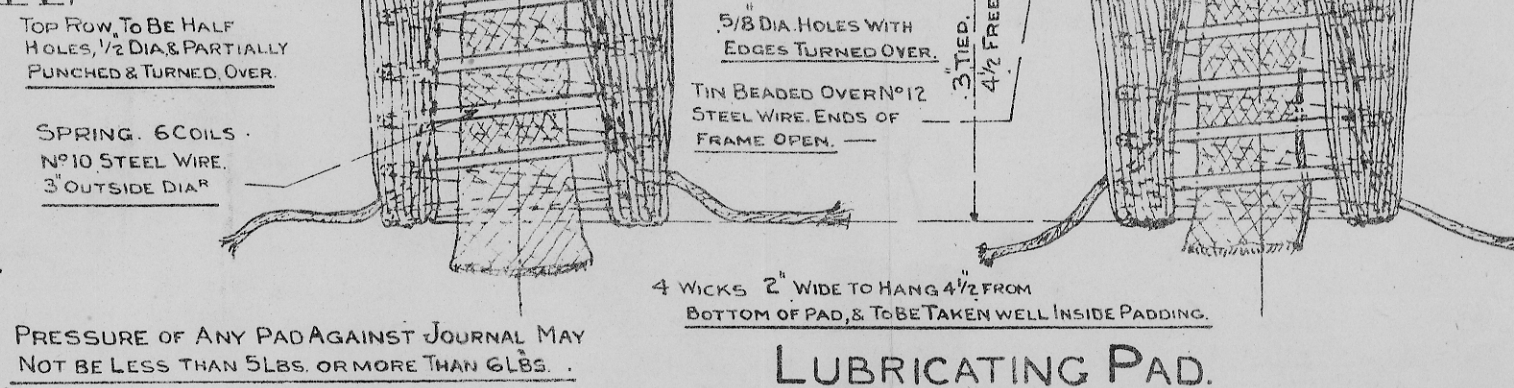 TOP ROW, TO BE HALF
HOLES, 1/2" DIA, & PARTIALLY
PUNCHED & TURNED, OVER.
SPRING. 6 COILS.
Nº 10 STEEL WIRE.
3" OUTSIDE DIAR
5/8" DIA. HOLES WITH
EDGES TURNED OVER.
TIN BEADED OVER Nº 12
STEEL WIRE. ENDS OF
FRAME OPEN.
3" TIED.
4 1/2 FREE
4 WICKS 2" WIDE TO HANG 4 1/2" FROM
BOTTOM OF PAD, & TO BE TAKEN WELL INSIDE PADDING.
PRESSURE OF ANY PAD AGAINST JOURNAL MAY
NOT BE LESS THAN 5 LBS. OR MORE THAN 6 LBS.
LUBRICATING PAD.